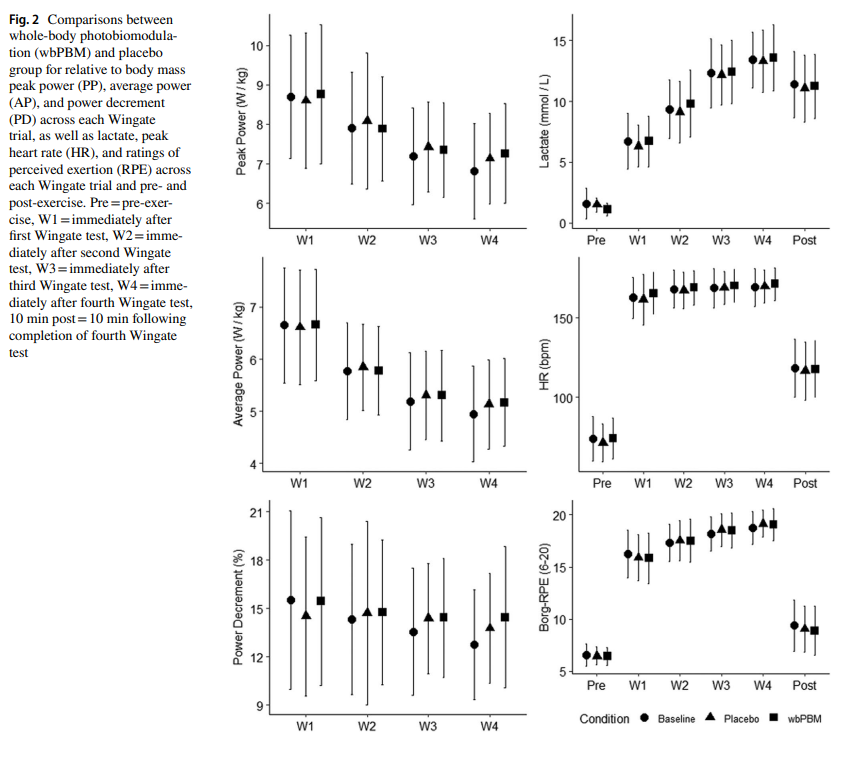 Fig. 2 Comparisons between
whole-body photobiomodula-
tion (wbPBM) and placebo
group for relative to body mass
peak power (PP), average power
(AP), and power decrement
(PD) across each Wingate
trial, as well as lactate, peak
heart rate (HR), and ratings of
perceived exertion (RPE) across
each Wingate trial and pre- and
post-exercise. Pre=pre-exer-
cise, W1=immediately after
first Wingate test, W2=imme-
diately after second Wingate
test, W3=immediately after
third Wingate test, W4=imme-
diately after fourth Wingate test,
10 min post=10 min following
completion of fourth Wingate
test
Peak Power (W / kg)
10
9
8
7
6
W1 W2 W3 W4
Lactate (mmol / L)
15
10
5
0
Pre W1 W2 W3 W4 Post
Average Power (W / kg)
7
6
5
4
W1 W2 W3 W4
HR (bpm)
150
100
Pre W1 W2 W3 W4 Post
Power Decrement (%)
21
18
15
12
9
W1 W2 W3 W4
Borg-RPE (6-20)
20
15
10
5
Pre W1 W2 W3 W4 Post
Condition Baseline Placebo wbPBM